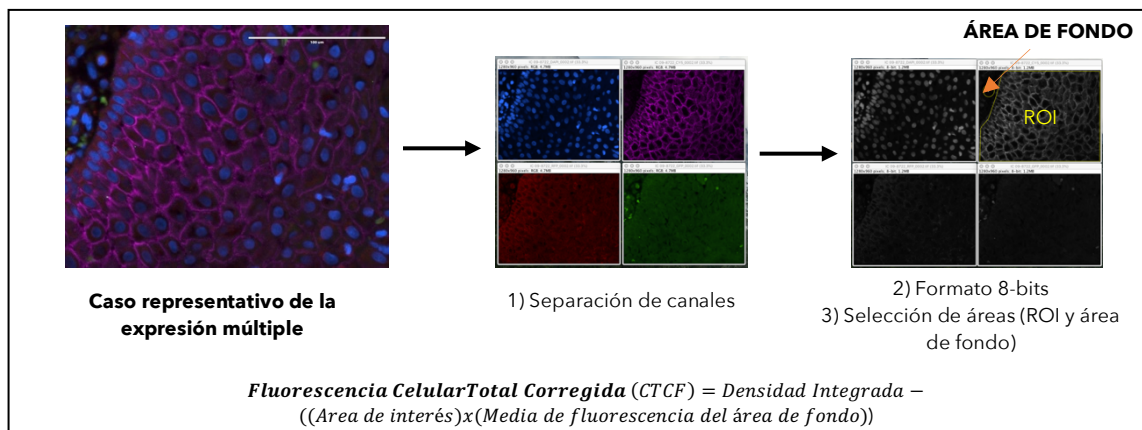 ÁREA DE FONDO
ROI
Caso representativo de la
expresión múltiple
1) Separación de canales
2) Formato 8-bits
3) Selección de áreas (ROI y área
de fondo)
Fluorescencia CelularTotal Corregida (CTCF) = Densidad Integrada −
((Area de interés)x(Media de fluorescencia del área de fondo))